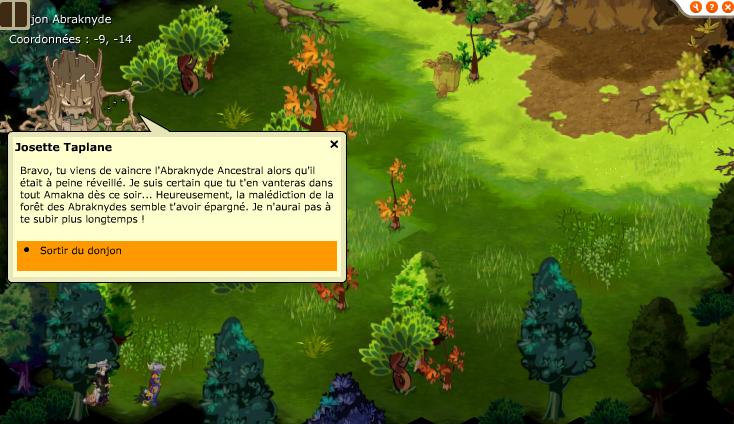 jon Abraknyde
Coordonnées : -9, -14
Josette Taplane
Bravo, tu viens de vaincre l'Abraknyde Ancestral alors qu'il
était à peine réveillé. Je suis certain que tu t'en vanteras dans
tout Amakna dès ce soir... Heureusement, la malédiction de la
forêt des Abraknydes semble t'avoir épargné. Je n'aurai pas à
te subir plus longtemps !
• Sortir du donjon